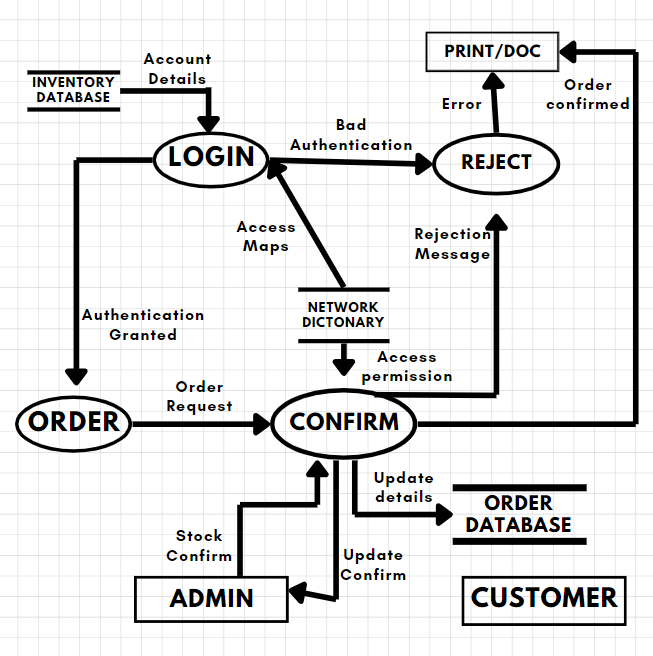 PRINT/DOC
Account
Details
INVENTORY
DATABASE
Order
confirmed
Error
Bad
Authentication
LOGIN
REJECT
Access
Maps
Rejection
Message
NETWORK
DICTONARY
Authentication
Granted
Access
permission
Order
Request
ORDER
CONFIRM
Update
details
ORDER
DATABASE
Stock
Confirm
Update
Confirm
ADMIN
CUSTOMER